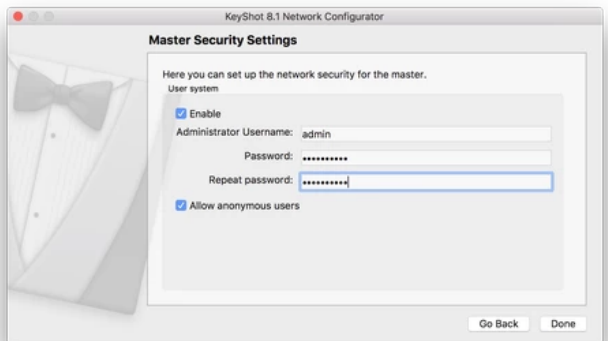 KeyShot 8.1 Network Configurator
Master Security Settings
Here you can set up the network security for the master.
User system
Enable
Administrator Username: admin
Password: ••••••••••
Repeat password: ••••••••••
Allow anonymous users
Go Back Done